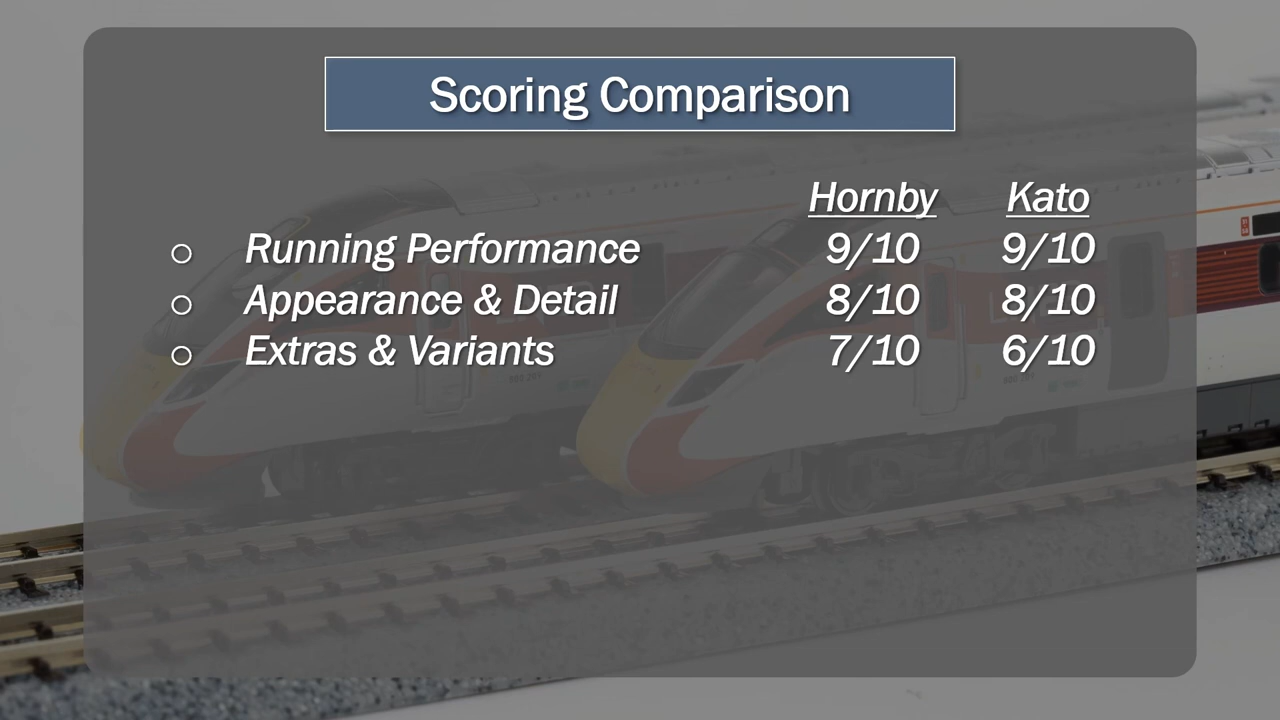 Scoring Comparison
Hornby Kato
Running Performance 9/10 9/10
Appearance & Detail 8/10 8/10
Extras & Variants 7/10 6/10